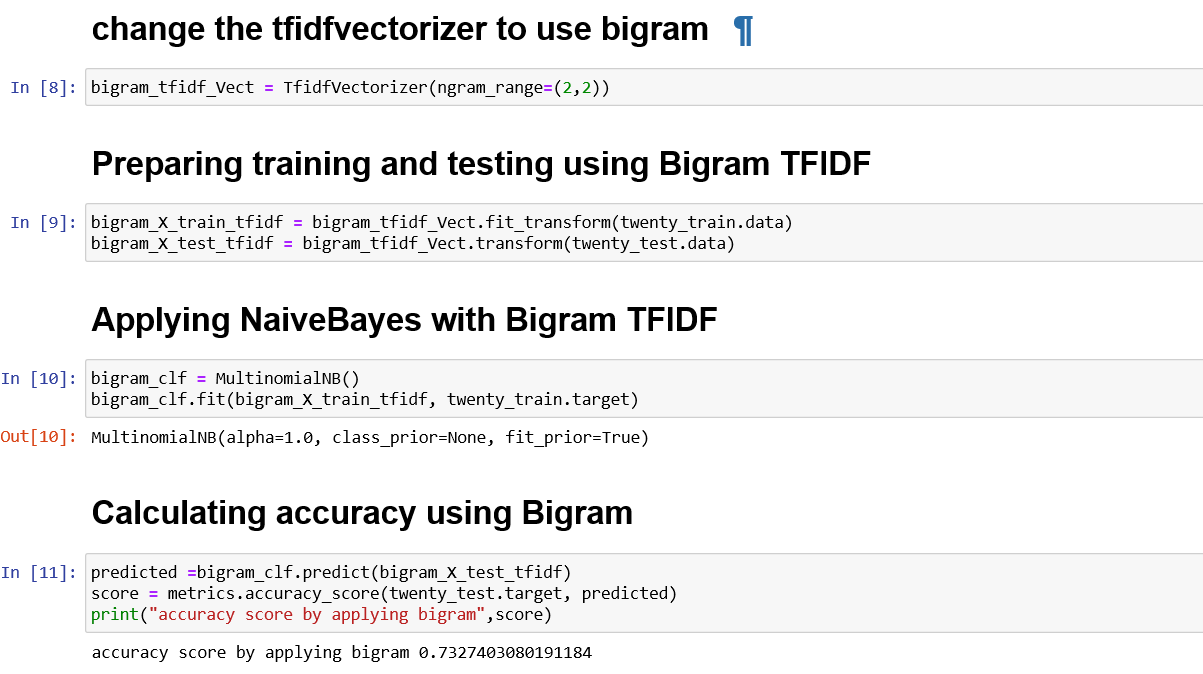 change the tfidfvectorizer to use bigram ¶
In [8]: bigram_tfidf_Vect = TfidfVectorizer(ngram_range=(2,2))
Preparing training and testing using Bigram TFIDF
In [9]: bigram_X_train_tfidf = bigram_tfidf_Vect.fit_transform(twenty_train.data)
bigram_X_test_tfidf = bigram_tfidf_Vect.transform(twenty_test.data)
Applying NaiveBayes with Bigram TFIDF
In [10]: bigram_clf = MultinomialNB()
bigram_clf.fit(bigram_X_train_tfidf, twenty_train.target)
Out[10]: MultinomialNB(alpha=1.0, class_prior=None, fit_prior=True)
Calculating accuracy using Bigram
In [11]: predicted =bigram_clf.predict(bigram_X_test_tfidf)
score = metrics.accuracy_score(twenty_test.target, predicted)
print("accuracy score by applying bigram",score)
accuracy score by applying bigram 0.7327403080191184